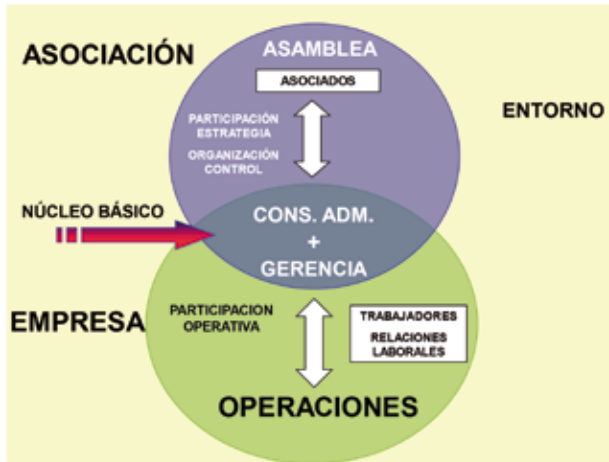 ASOCIACIÓN
ASAMBLEA
ASOCIADOS
ENTORNO
PARTICIPACIÓN
ESTRATEGIA
ORGANIZACIÓN
CONTROL
NÚCLEO BÁSICO
CONS. ADM.
+
GERENCIA
EMPRESA
PARTICIPACION
OPERATIVA
TRABAJADORES
RELACIONES
LABORALES
OPERACIONES